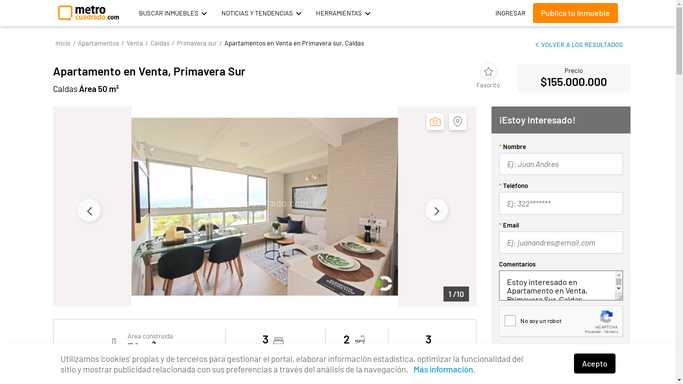 metro
cuadrado.com
BUSCAR INMUEBLES
NOTICIAS Y TENDENCIAS
HERRAMIENTAS
INGRESAR
Publica tu Inmueble
Inicio / Apartamentos / Venta / Caldas / Primavera sur / Apartamentos en Venta en Primavera sur, Caldas
VOLVER A LOS RESULTADOS
Apartamento en Venta, Primavera Sur
Caldas Área 50 m²
Favorito
Precio
$155.000.000
1 / 10
¡Estoy Interesado!
* Nombre
Ej: Juan Andres
* Teléfono
Ej: 322*******
* Email
Ej: juanandres@email.com
Comentarios
Estoy interesado en
Apartamento en Venta,
Primavera Sur, Caldas
No soy un robot
reCAPTCHA
Privacidad - Términos
Área construida
3
2
3
Utilizamos 'cookies' propias y de terceros para gestionar el portal, elaborar información estadística, optimizar la funcionalidad del
sitio y mostrar publicidad relacionada con sus preferencias a través del análisis de la navegación. Más información.
Acepto